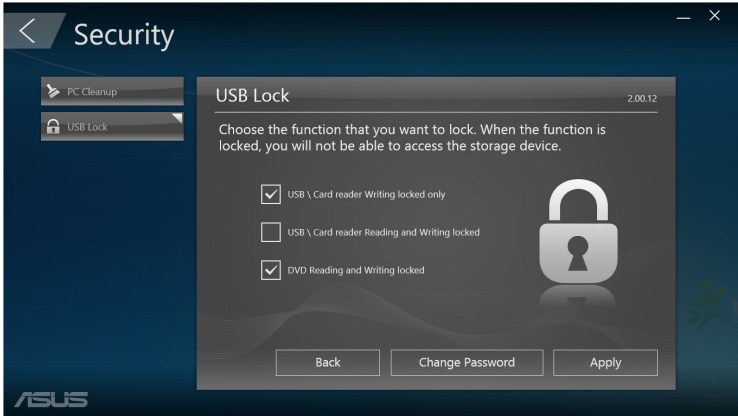 Security
PC Cleanup
USB Lock
USB Lock
2.00.12
Choose the function that you want to lock. When the function is
locked, you will not be able to access the storage device.
USB \ Card reader Writing locked only
USB \ Card reader Reading and Writing locked
DVD Reading and Writing locked
Back
Change Password
Apply
ASUS